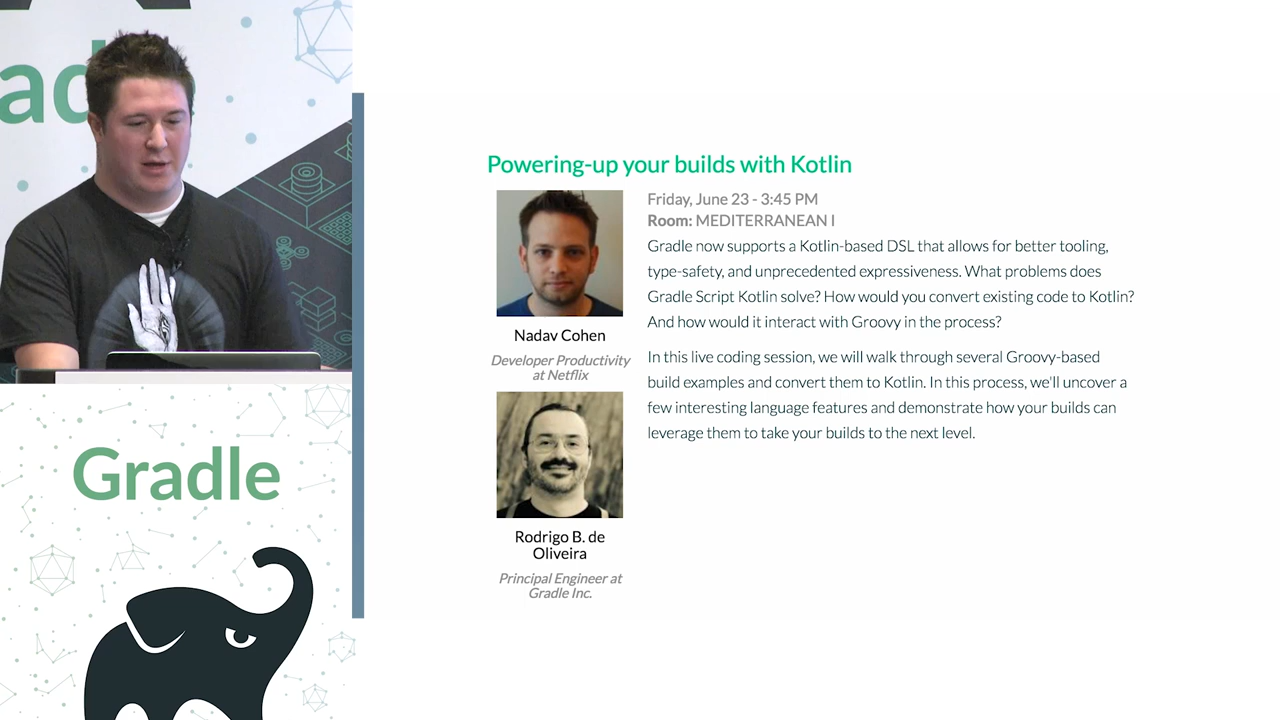 adle
Gradle
Powering-up your builds with Kotlin
Friday, June 23 - 3:45 PM
Room: MEDITERRANEAN I
Gradle now supports a Kotlin-based DSL that allows for better tooling,
type-safety, and unprecedented expressiveness. What problems does
Gradle Script Kotlin solve? How would you convert existing code to Kotlin?
And how would it interact with Groovy in the process?
In this live coding session, we will walk through several Groovy-based
build examples and convert them to Kotlin. In this process, we'll uncover a
few interesting language features and demonstrate how your builds can
leverage them to take your builds to the next level.
Nadav Cohen
Developer Productivity
at Netflix
Rodrigo B. de
Oliveira
Principal Engineer at
Gradle Inc.